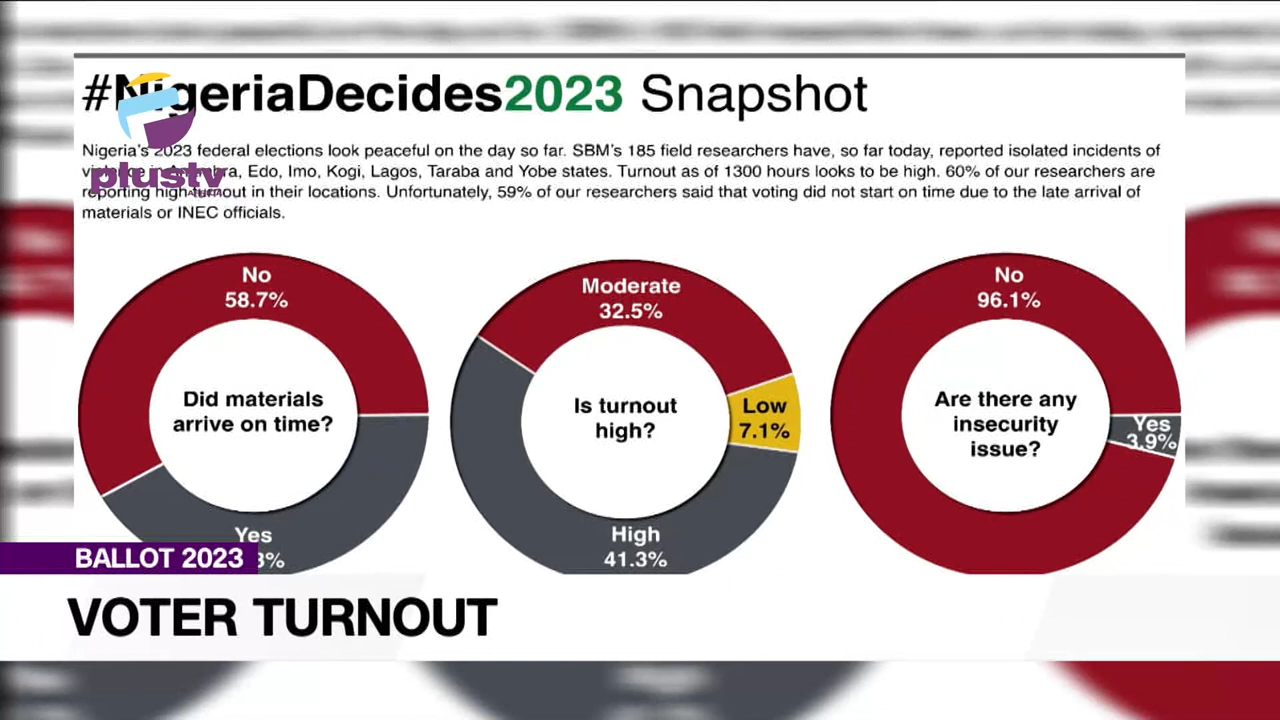 #NigeriaDecides2023 Snapshot
Nigeria's 2023 federal elections look peaceful on the day so far. SBM's 185 field researchers have, so far today, reported isolated incidents of
Edo, Imo, Kogi, Lagos, Taraba and Yobe states. Turnout as of 1300 hours looks to be high. 60% of our researchers are
plustv
reporting high turnout in their locations. Unfortunately, 59% of our researchers said that voting did not start on time due to the late arrival of
materials or INEC officials.
No
58.7%
Did materials
arrive on time?
Yes
3%
Moderate
32.5%
Is turnout
high?
Low
7.1%
High
41.3%
No
96.1%
Are there any
insecurity
issue?
Yes
3.9%
BALLOT 2023
VOTER TURNOUT